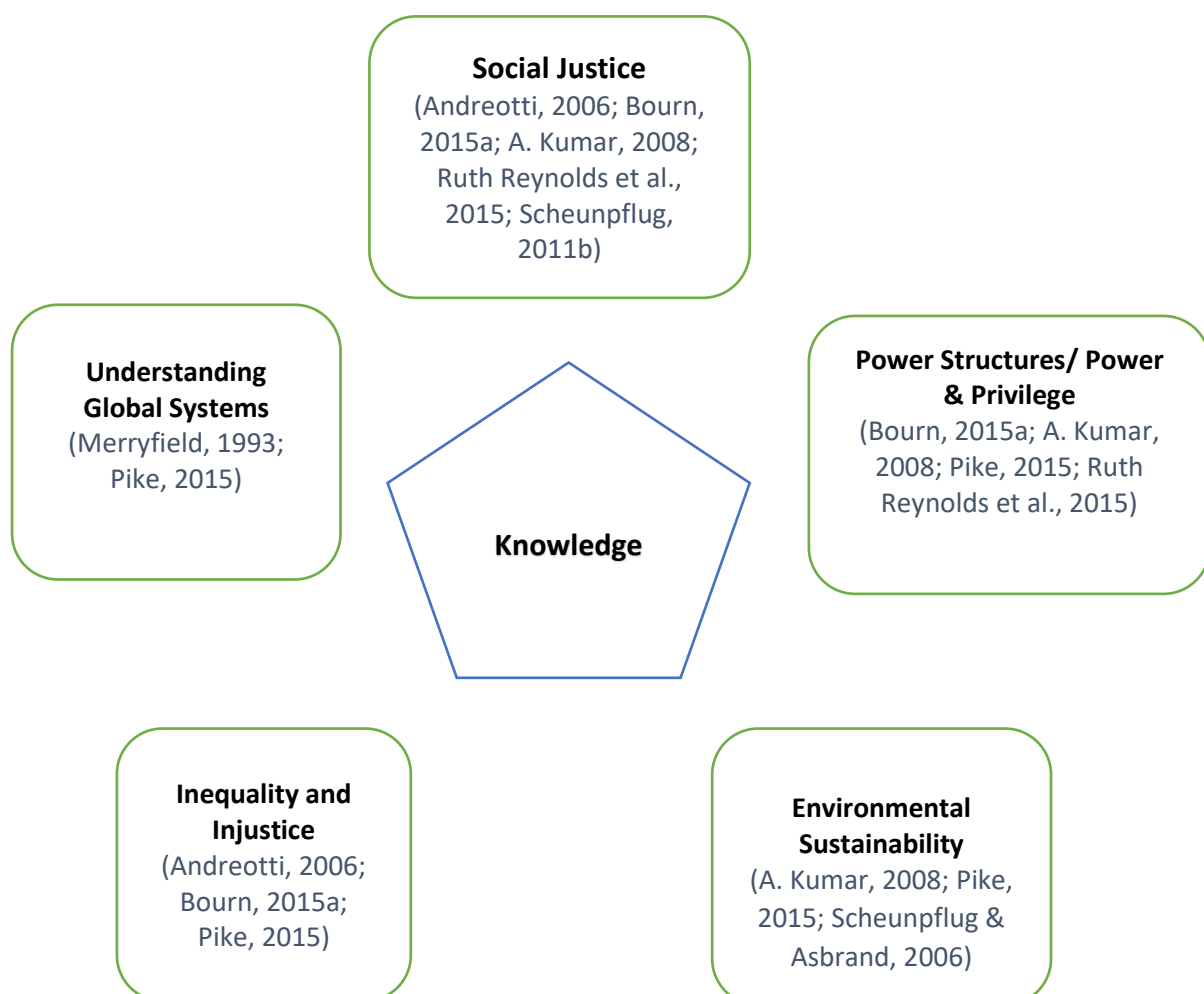 Social Justice
(Andreotti, 2006; Bourn,
2015a; A. Kumar, 2008;
Ruth Reynolds et al.,
2015; Scheunpflug,
2011b)
Understanding
Global Systems
(Merryfield, 1993;
Pike, 2015)
Power Structures/ Power
& Privilege
(Bourn, 2015a; A. Kumar,
2008; Pike, 2015; Ruth
Reynolds et al., 2015)
Knowledge
Inequality and
Injustice
(Andreotti, 2006;
Bourn, 2015a;
Pike, 2015)
Environmental
Sustainability
(A. Kumar, 2008; Pike,
2015; Scheunpflug &
Asbrand, 2006)